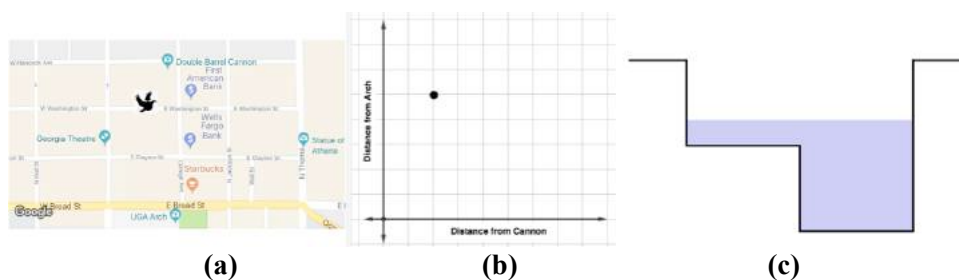 Double Barrel Cannon
First
American
Bank
W Washington St
E Washington St
Wells
Fargo
Bank
Georgia Theatre
Statue of
Athena
E Clayton St
E Clayton St
Starbucks
N Thomas
Google
W Broad St
E Broad St
UGA Arch
Distance from Arch
Distance from Cannon
(a)
(b)
(c)